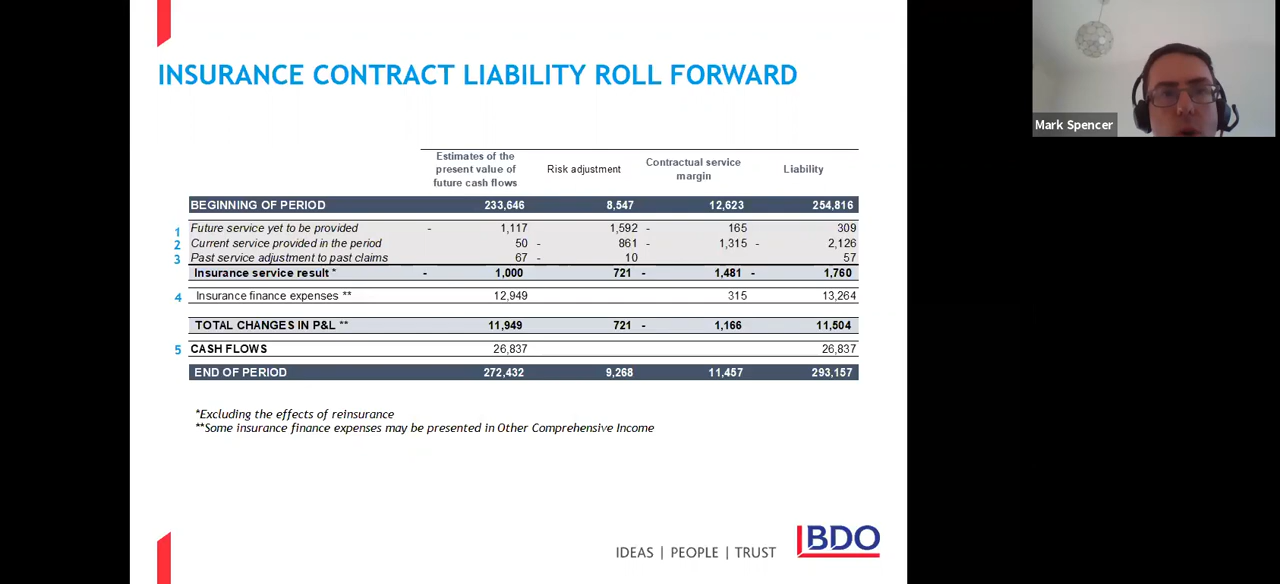 INSURANCE CONTRACT LIABILITY ROLL FORWARD
Mark Spencer
Estimates of the present value of future cash flows Risk adjustment Contractual service margin Liability
BEGINNING OF PERIOD 233,646 8,547 12,623 254,816
1 Future service yet to be provided - 1,117 1,592 - 165 309
2 Current service provided in the period 50 - 861 - 1,315 - 2,126
3 Past service adjustment to past claims 67 - 10 57
Insurance service result * - 1,000 721 - 1,481 - 1,760
4 Insurance finance expenses ** 12,949 315 13,264
TOTAL CHANGES IN P&L ** 11,949 721 - 1,166 11,504
5 CASH FLOWS 26,837 26,837
END OF PERIOD 272,432 9,268 11,457 293,157
*Excluding the effects of reinsurance
**Some insurance finance expenses may be presented in Other Comprehensive Income
IDEAS | PEOPLE | TRUST
BDO